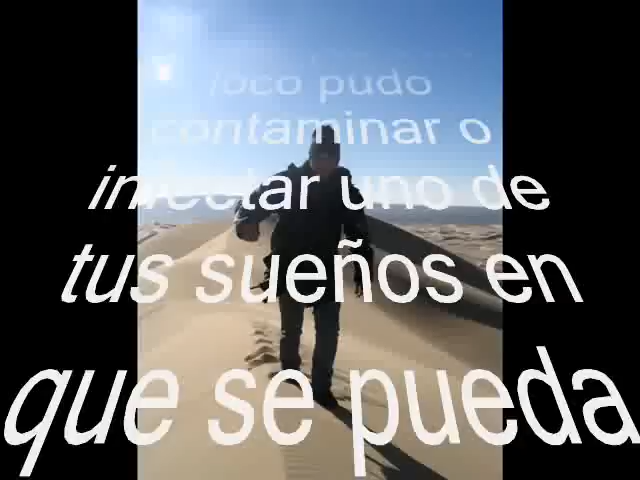 loco pudo
contaminar o
infectar uno de
tus sueños en
que se pueda